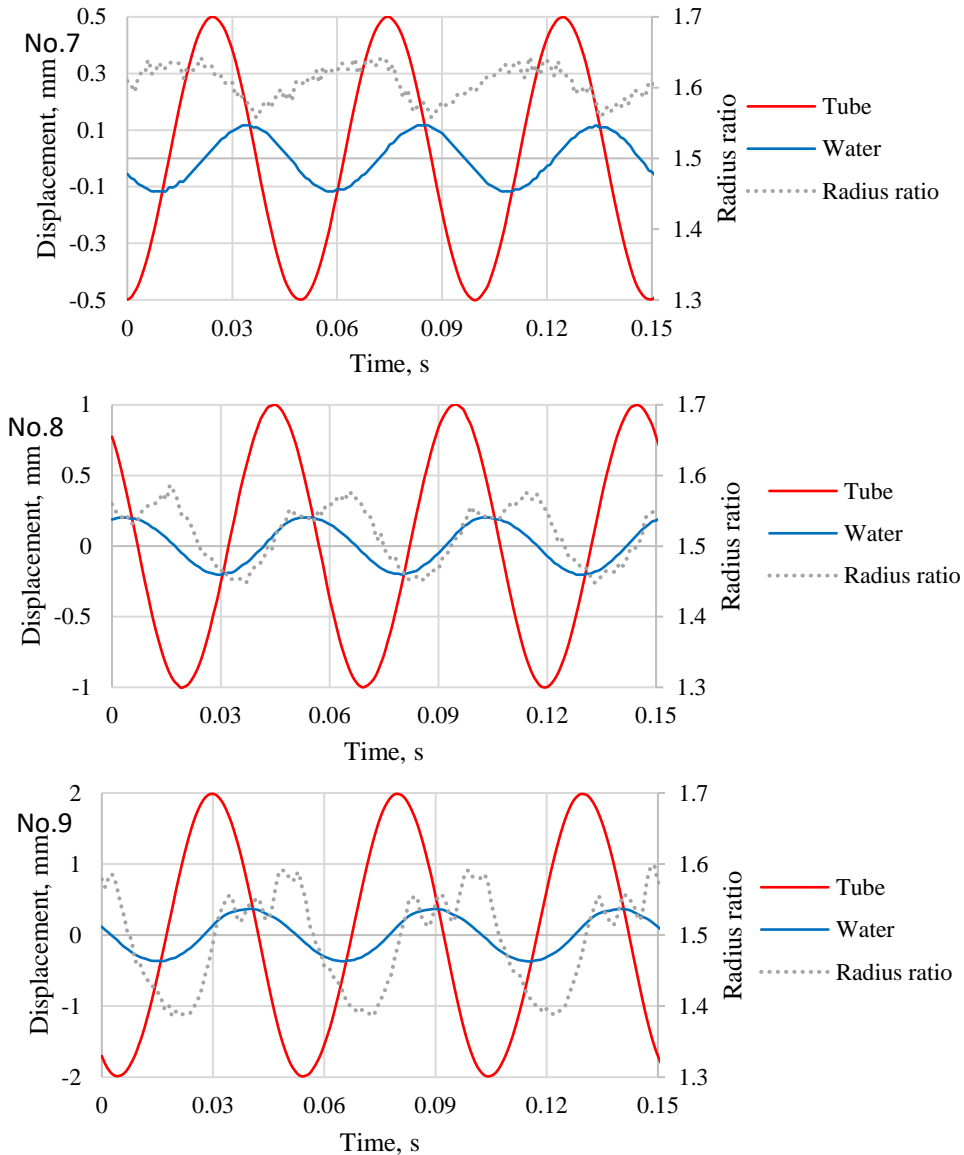 No.7
Displacement, mm
0.5
0.3
0.1
-0.1
-0.3
-0.5
0 0.03 0.06 0.09 0.12 0.15
Time, s
1.7
1.6
1.5
1.4
1.3
Radius ratio
Tube
Water
Radius ratio
No.8
Displacement, mm
1
0.5
0
-0.5
-1
0 0.03 0.06 0.09 0.12 0.15
Time, s
1.7
1.6
1.5
1.4
1.3
Radius ratio
Tube
Water
Radius ratio
No.9
Displacement, mm
2
1
0
-1
-2
0 0.03 0.06 0.09 0.12 0.15
Time, s
1.7
1.6
1.5
1.4
1.3
Radius ratio
Tube
Water
Radius ratio